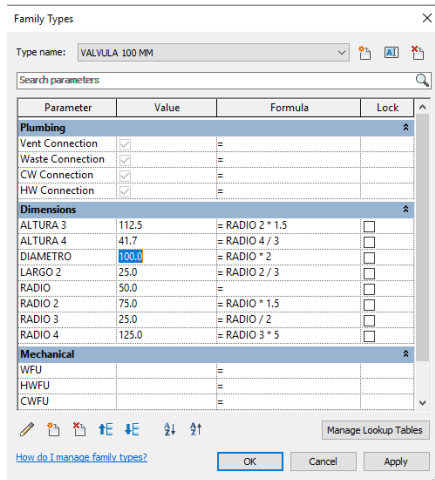 Family Types
Type name: VALVULA 100 MM
Search parameters
Parameter Value Formula Lock
Plumbing
Vent Connection =
Waste Connection =
CW Connection =
HW Connection =
Dimensions
ALTURA 3 112.5 = RADIO 2 * 1.5
ALTURA 4 41.7 = RADIO 4 / 3
DIAMETRO 100.0 = RADIO * 2
LARGO 2 25.0 = RADIO 2 / 3
RADIO 50.0 =
RADIO 2 75.0 = RADIO * 1.5
RADIO 3 25.0 = RADIO / 2
RADIO 4 125.0 = RADIO 3 * 5
Mechanical
WFU =
HWFU =
CWFU =
Manage Lookup Tables
How do I manage family types?
OK Cancel Apply